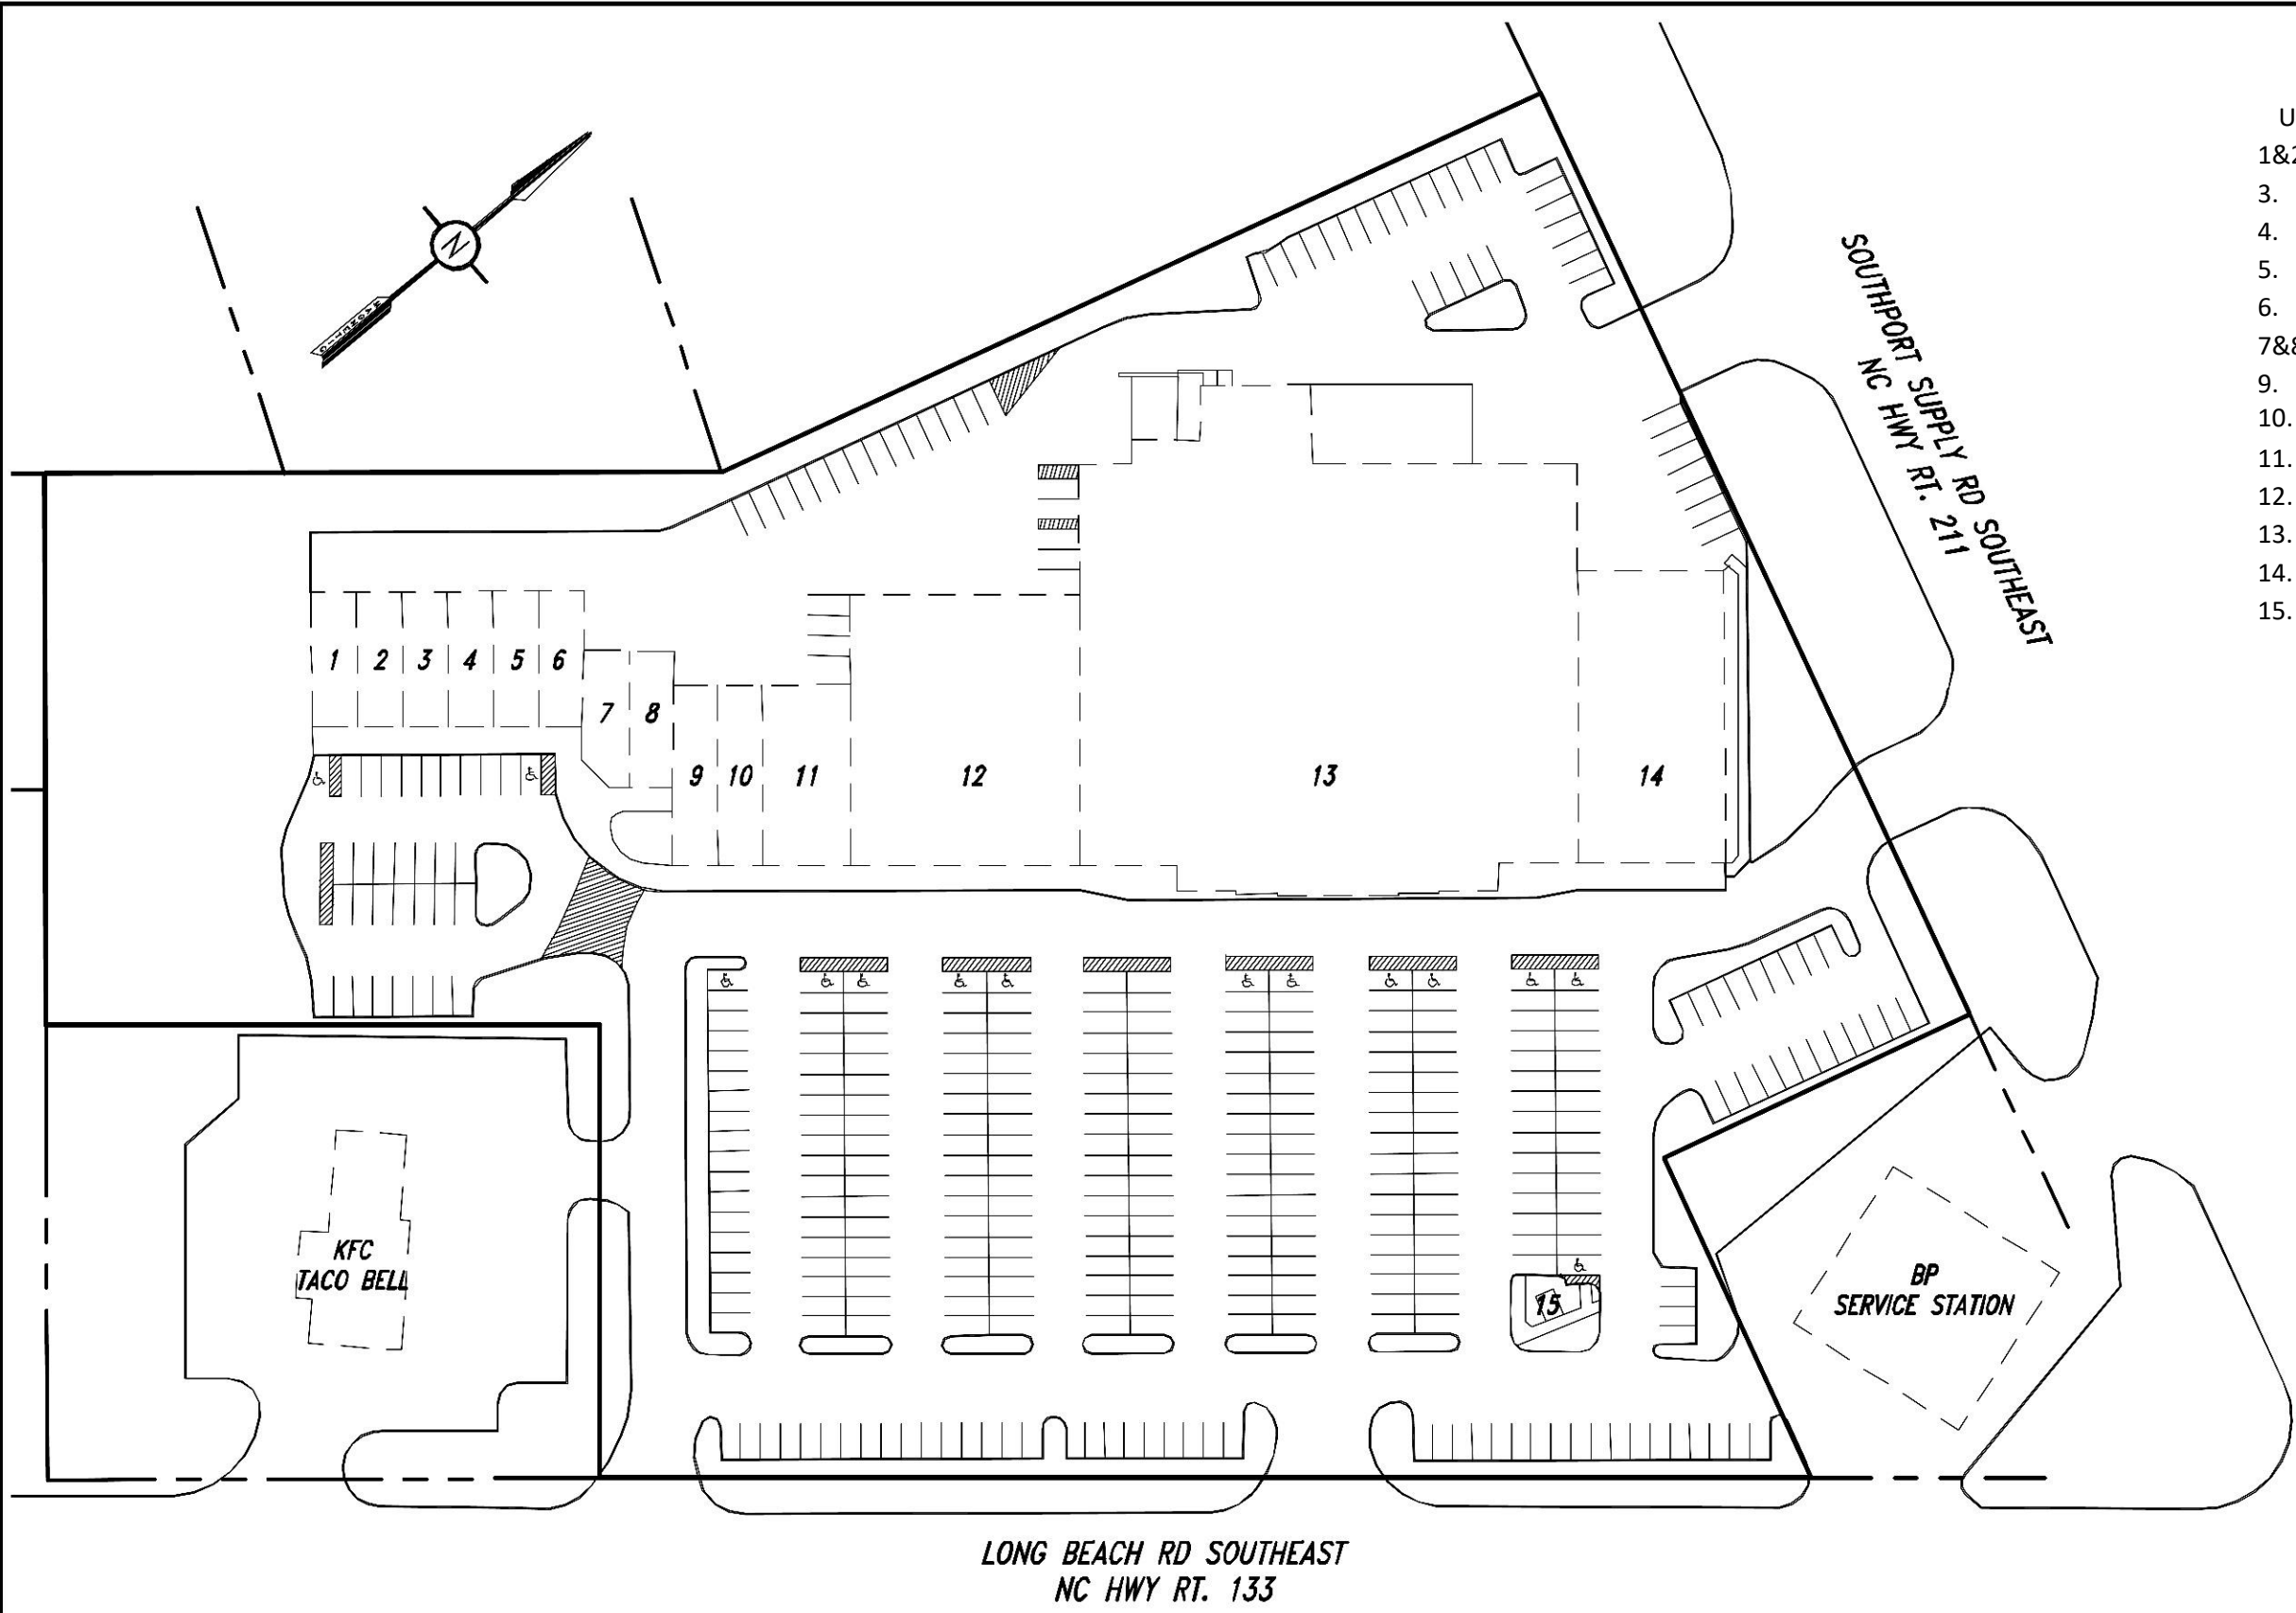 U
1&2
3.
4.
5.
6.
7&8
9.
10.
11.
12.
13.
14.
15.
N
SOUTHPORT SUPPLY RD SOUTHEAST
NC HWY RT. 211
1 2 3 4 5 6
7 8
9 10 11 12 13 14
15
KFC
TACO BELL
BP
SERVICE STATION
LONG BEACH RD SOUTHEAST
NC HWY RT. 133